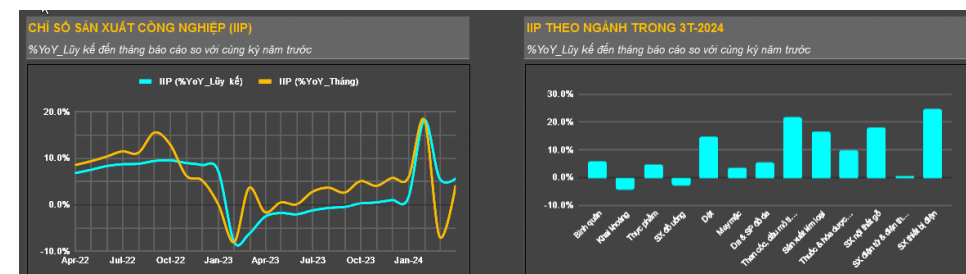 CHỈ SỐ SẢN XUẤT CÔNG NGHIỆP (IIP)
%YoY_Lũy kế đến tháng báo cáo so với cùng kỳ năm trước
IIP (%YoY_Lũy kế) IIP (%YoY_Tháng)
20.0%
10.0%
0.0%
-10.0%
Apr-22 Jul-22 Oct-22 Jan-23 Apr-23 Jul-23 Oct-23 Jan-24
IIP THEO NGÀNH TRONG 3T-2024
%YoY_Lũy kế đến tháng báo cáo so với cùng kỳ năm trước
30.0%
20.0%
10.0%
0.0%
-10.0%
Bình quân
Khai khoáng
Thực phẩm
SX đồ uống
Dệt
May mặc
Da & SP đồ da
Than cốc, dầu mỏ ti...
Sản xuất kim loại
Thuốc & hóa dược...
SX nội thất gỗ
SX điện tử & điện th...
SX thiết bị điện